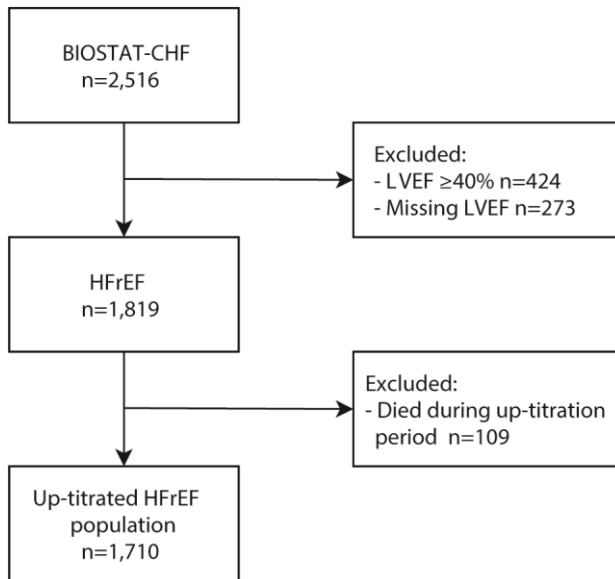 BIOSTAT-CHF
n=2,516
Excluded:
- LVEF ≥40% n=424
- Missing LVEF n=273
HFrEF
n=1,819
Excluded:
- Died during up-titration
period n=109
Up-titrated HFrEF
population
n=1,710